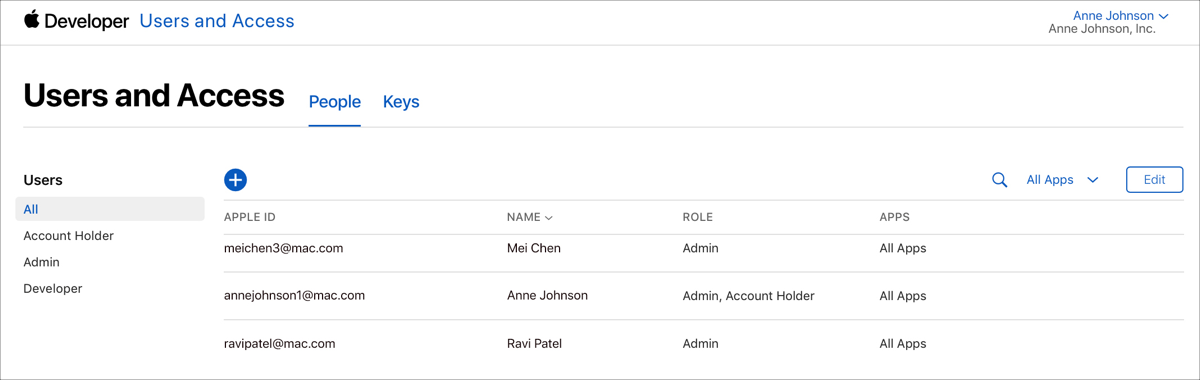 Developer Users and Access Anne Johnson
Anne Johnson, Inc.
Users and Access People Keys
Users All Apps Edit
All APPLE ID NAME ROLE APPS
Account Holder meichen3@mac.com Mei Chen Admin All Apps
Admin
Developer annejohnson1@mac.com Anne Johnson Admin, Account Holder All Apps
ravipatel@mac.com Ravi Patel Admin All Apps